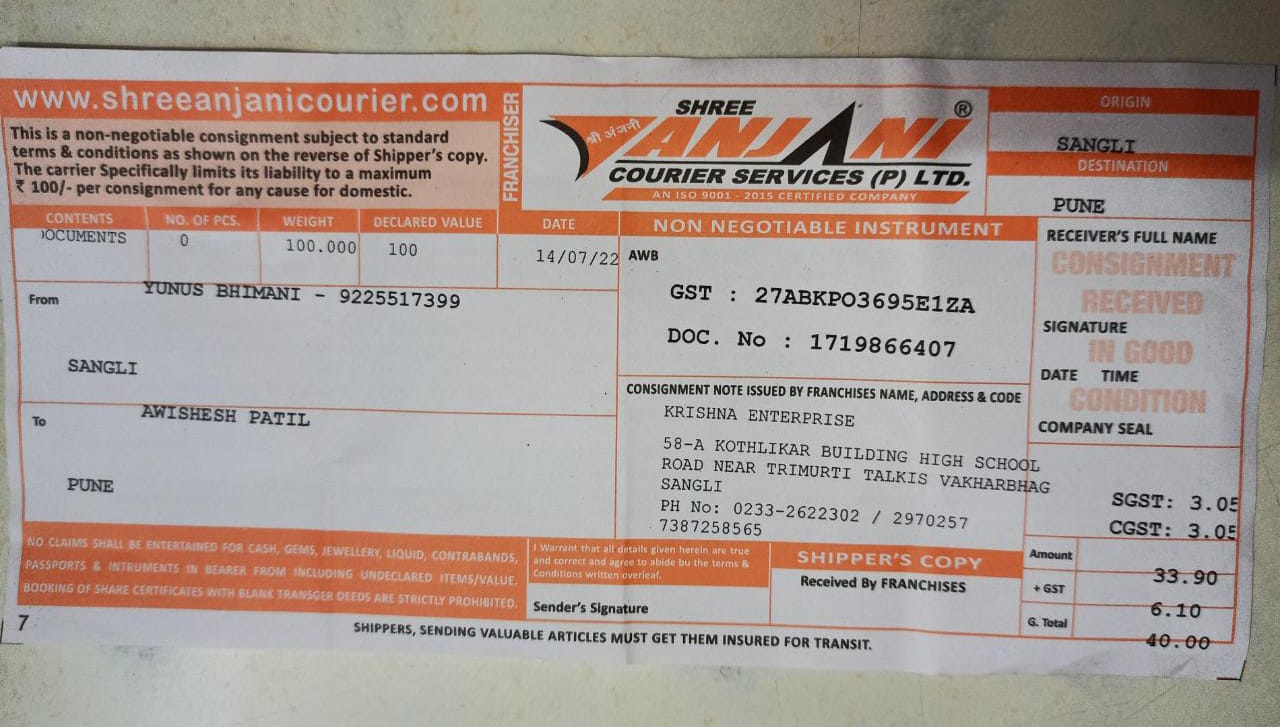 www.shreeanjanicourier.com
This is a non-negotiable consignment subject to standard
terms & conditions as shown on the reverse of Shipper's copy.
The carrier Specifically limits its liability to a maximum
₹ 100/- per consignment for any cause for domestic.
FRANCHISER
श्री अंजनी
SHREE
ANJANI ®
COURIER SERVICES (P) LTD.
AN ISO 9001 - 2015 CERTIFIED COMPANY
ORIGIN
SANGLI
DESTINATION
PUNE
CONTENTS NO. OF PCS. WEIGHT DECLARED VALUE DATE
OCUMENTS 0 100.000 100 14/07/22
NON NEGOTIABLE INSTRUMENT
AWB
GST : 27ABKPO3695E1ZA
DOC. No : 1719866407
RECEIVER'S FULL NAME
CONSIGNMENT
RECEIVED
SIGNATURE
IN GOOD
DATE TIME
CONDITION
COMPANY SEAL
From YUNUS BHIMANI - 9225517399
SANGLI
To AWISHESH PATIL
PUNE
CONSIGNMENT NOTE ISSUED BY FRANCHISES NAME, ADDRESS & CODE
KRISHNA ENTERPRISE
58-A KOTHLIKAR BUILDING HIGH SCHOOL
ROAD NEAR TRIMURTI TALKIS VAKHARBHAG
SANGLI
PH No: 0233-2622302 / 2970257
7387258565
SGST: 3.05
CGST: 3.05
NO CLAIMS SHALL BE ENTERTAINED FOR CASH, GEMS, JEWELLERY, LIQUID, CONTRABANDS,
PASSPORTS & INTRUMENTS IN BEARER FROM INCLUDING UNDECLARED ITEMS/VALUE.
BOOKING OF SHARE CERTIFICATES WITH BLANK TRANSGER DEEDS ARE STRICTLY PROHIBITED.
I Warrant that all details given herein are true
and correct and agree to abide bu the terms &
Conditions written overleaf.
Sender's Signature
SHIPPER'S COPY
Received By FRANCHISES
Amount 33.90
+ GST 6.10
G. Total 40.00
7
SHIPPERS, SENDING VALUABLE ARTICLES MUST GET THEM INSURED FOR TRANSIT.